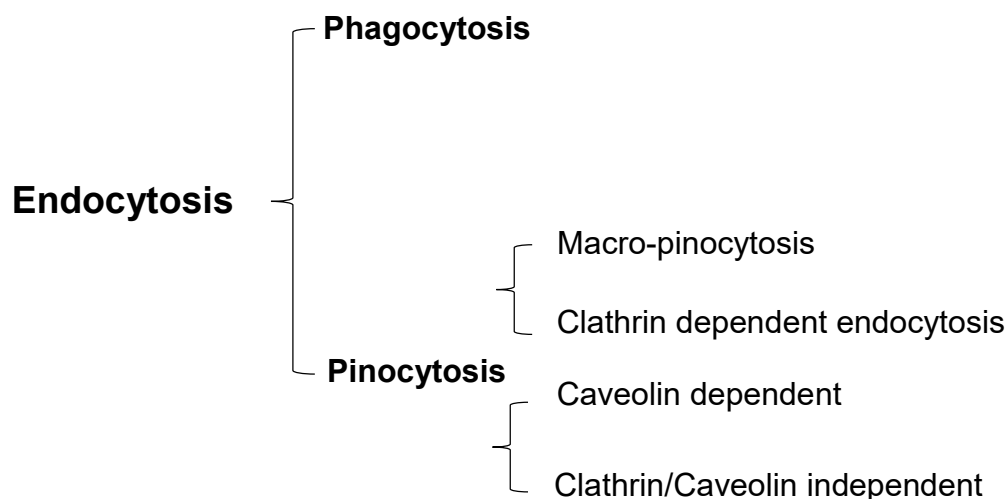 Phagocytosis
Endocytosis
Macro-pinocytosis
Clathrin dependent endocytosis
Pinocytosis
Caveolin dependent
Clathrin/Caveolin independent